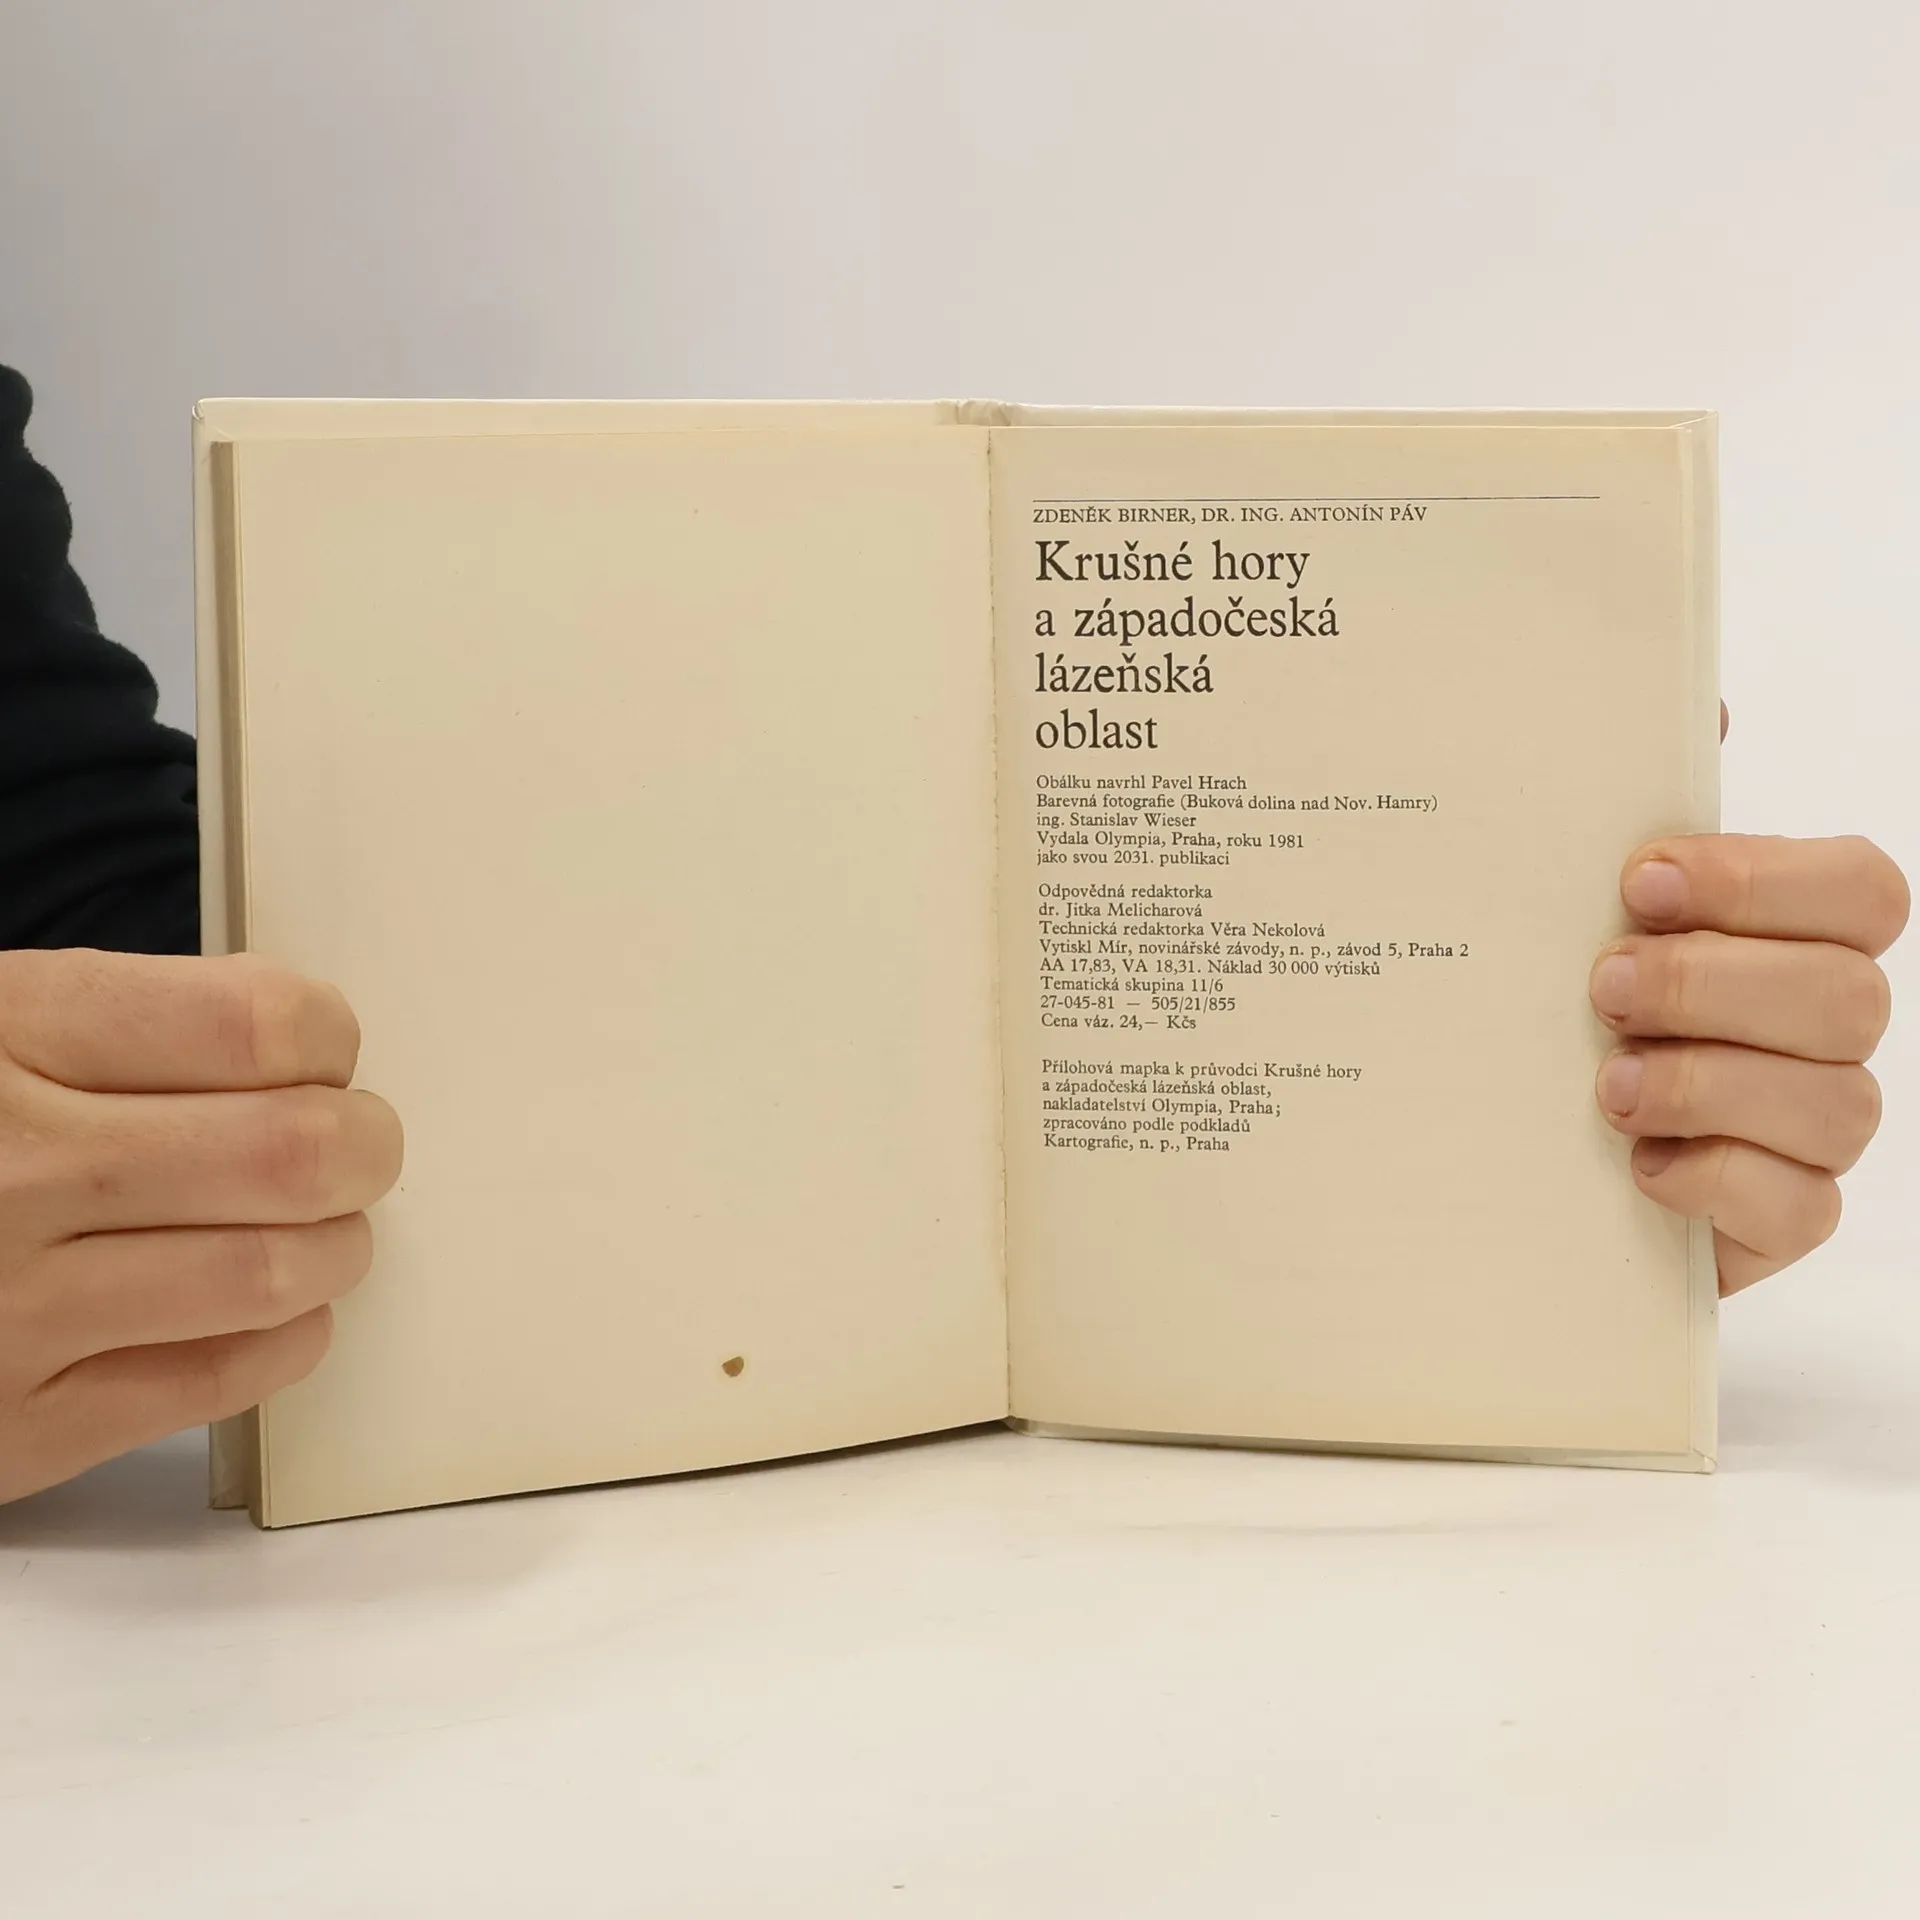 ZDENĚK BIRNER, DR. ING. ANTONÍN PÁV
Krušné hory
a západočeská
lázeňská
oblast
Obálku navrhl Pavel Hrach
Barevná fotografie (Buková dolina nad Nov. Hamry)
ing. Stanislav Wieser
Vydala Olympia, Praha, roku 1981
jako svou 2031. publikaci
Odpovědná redaktorka
dr. Jitka Melicharová
Technická redaktorka Věra Nekolová
Vytiskl Mír, novinářské závody, n. p., závod 5, Praha 2
AA 17,83, VA 18,31. Náklad 30 000 výtisků
Tematická skupina 11/6
27-045-81 — 505/21/855
Cena váz. 24,— Kčs
Přílohová mapka k průvodci Krušné hory
a západočeská lázeňská oblast,
nakladatelství Olympia, Praha;
zpracováno podle podkladů
Kartografie, n. p., Praha